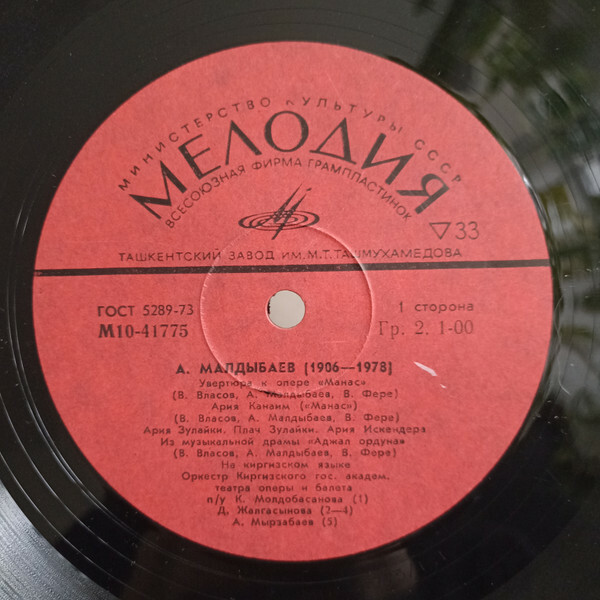 МИНИСТЕРСТВО КУЛЬТУРЫ СССР
МЕЛОДИЯ
ВСЕСОЮЗНАЯ ФИРМА ГРАМПЛАСТИНОК
▽33
ТАШКЕНТСКИЙ ЗАВОД ИМ. М.Т. ТАШМУХАМЕДОВА
ГОСТ 5289-73
1 сторона
М10-41775
Гр. 2. 1-00
А. МАЛДЫБАЕВ [1906—1978]
Увертюра к опере «Манас»
(В. Власов, А. Малдыбаев, В. Фере)
Ария Каныим («Манас»)
(В. Власов, А. Малдыбаев, В. Фере)
Ария Зулайки. Плач Зулайки. Ария Искендера
Из музыкальной драмы «Аджал ордуна»
(В. Власов, А. Малдыбаев, В. Фере)
На киргизском языке
Оркестр Киргизского гос. академ.
театра оперы и балета
п/у К. Молдобасанова (1)
Д. Жалгасынова (2—4)
А. Мырзабаев (5)